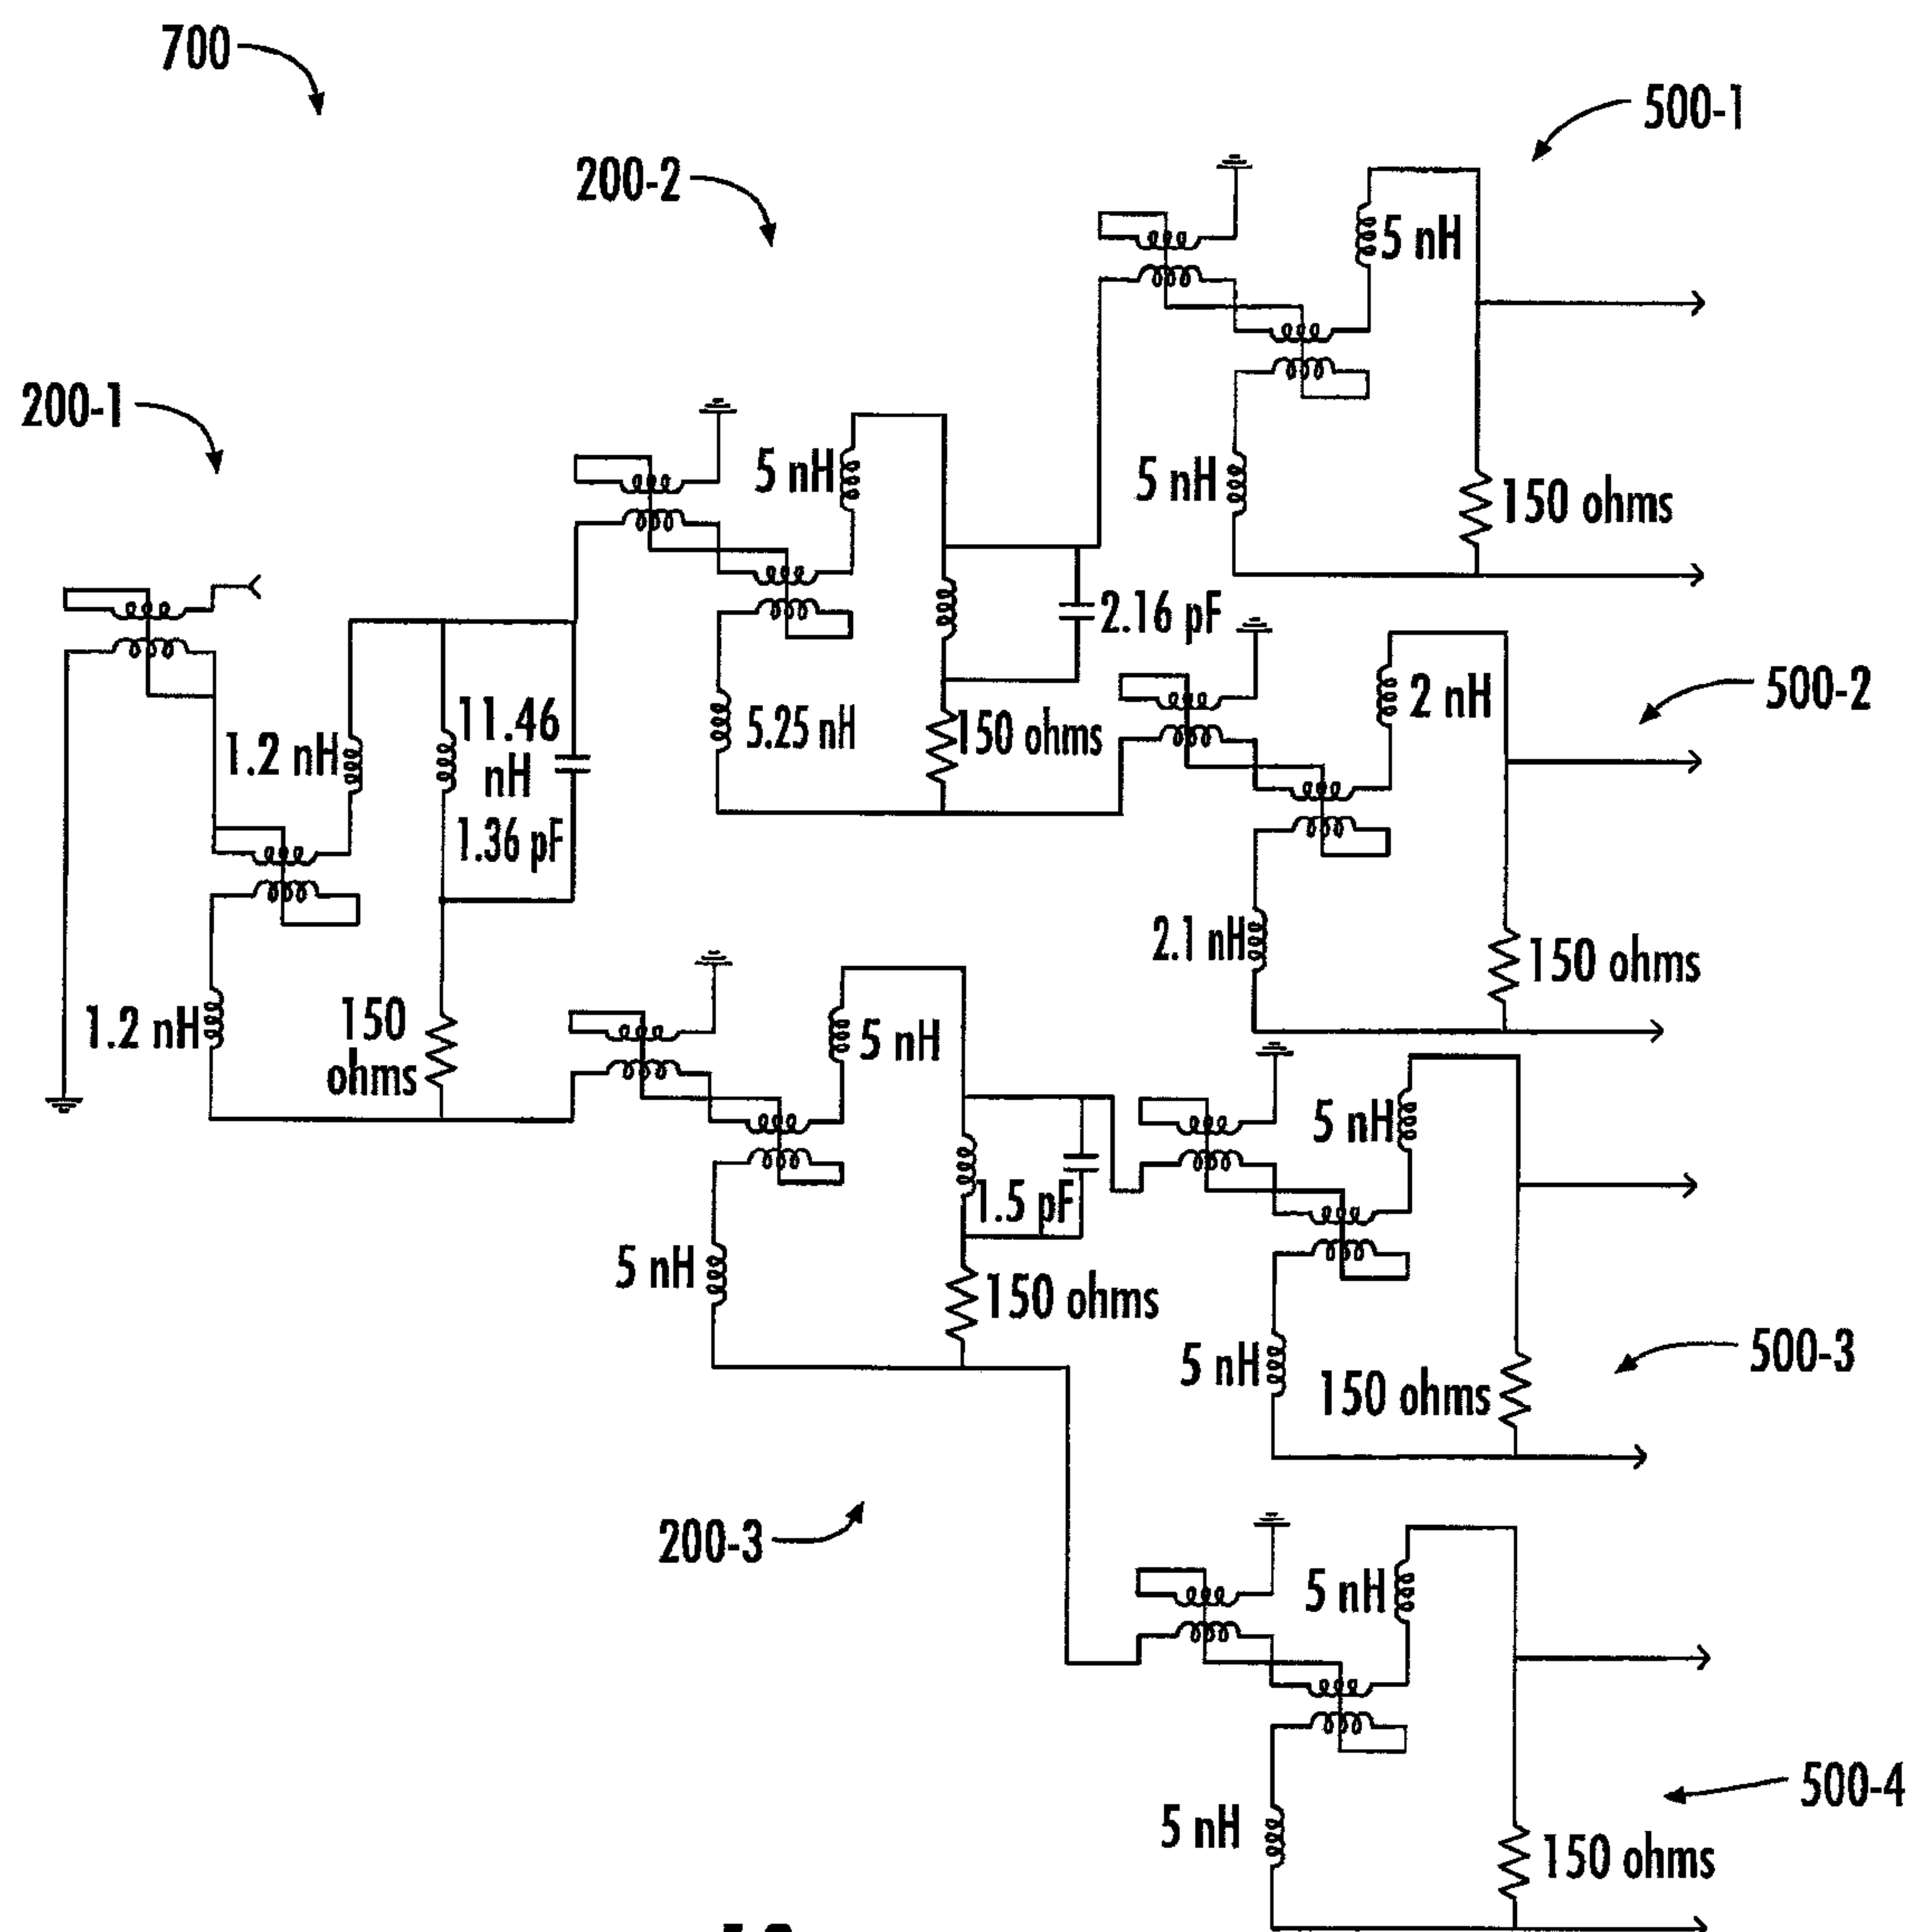 700
500-1
200-2
5 nH
200-1
5 nH
5 nH
150 ohms
2.16 pF
500-2
2 nH
5.25 nH
150 ohms
11.46
nH
1.36 pF
1.2 nH
2.1 nH
150 ohms
1.2 nH
150
ohms
5 nH
5 nH
1.5 pF
5 nH
150 ohms
5 nH
150 ohms
500-3
200-3
5 nH
500-4
5 nH
150 ohms